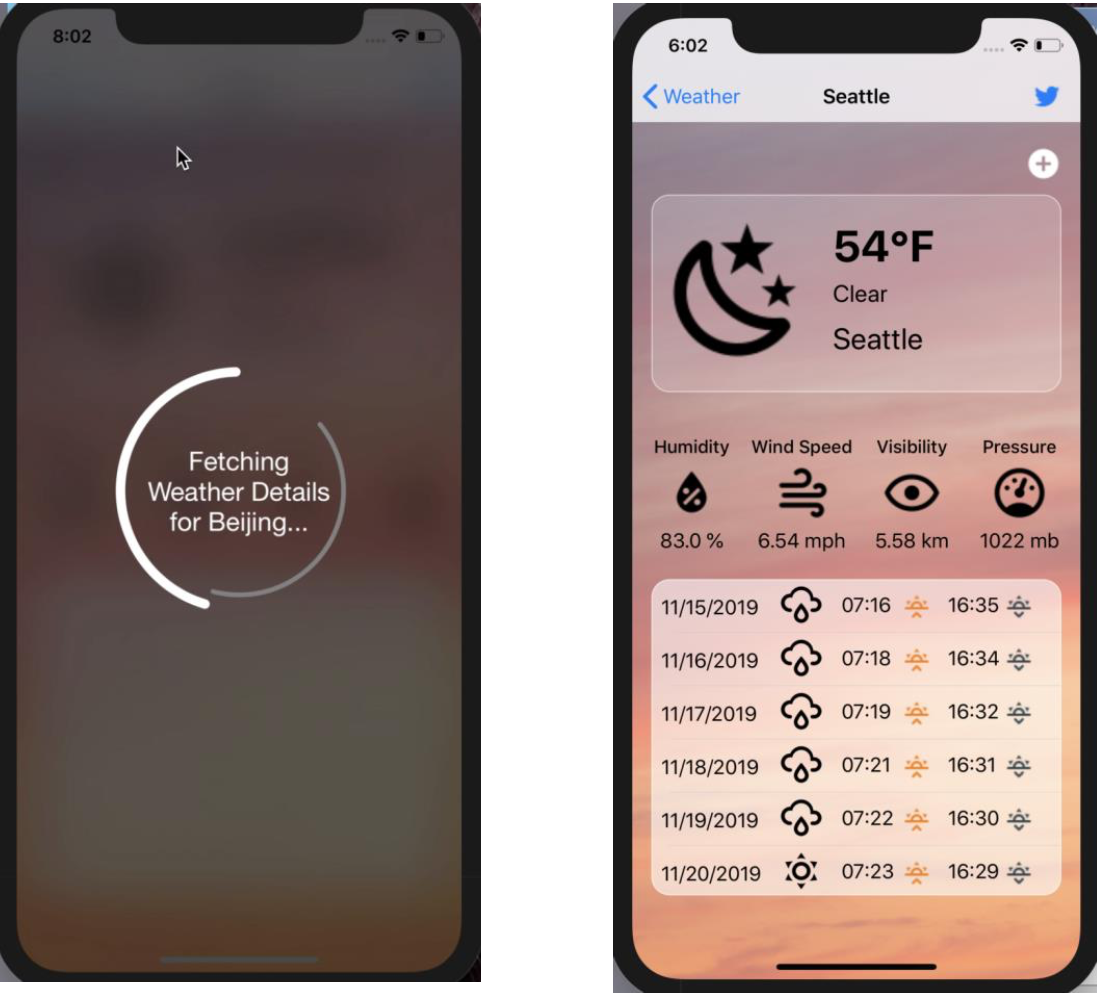 8:02
Fetching
Weather Details
for Beijing...
6:02
Weather
Seattle
54°F
Clear
Seattle
Humidity Wind Speed Visibility Pressure
83.0 % 6.54 mph 5.58 km 1022 mb
11/15/2019 07:16 16:35
11/16/2019 07:18 16:34
11/17/2019 07:19 16:32
11/18/2019 07:21 16:31
11/19/2019 07:22 16:30
11/20/2019 07:23 16:29